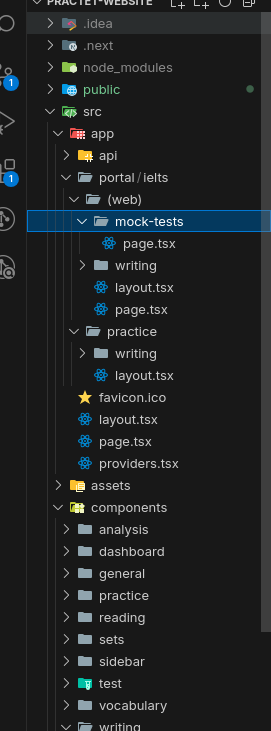 PRACTET-WEBSITE
.idea
.next
node_modules
public
src
app
api
portal/ielts
(web)
mock-tests
page.tsx
writing
layout.tsx
page.tsx
practice
writing
layout.tsx
favicon.ico
layout.tsx
page.tsx
providers.tsx
assets
components
analysis
dashboard
general
practice
reading
sets
sidebar
test
vocabulary
writing
1
1